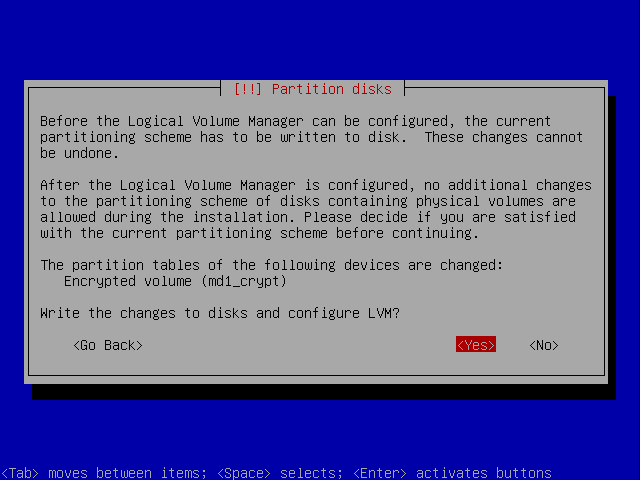 [!!] Partition disks
Before the Logical Volume Manager can be configured, the current
partitioning scheme has to be written to disk.  These changes cannot
be undone.
After the Logical Volume Manager is configured, no additional changes
to the partitioning scheme of disks containing physical volumes are
allowed during the installation. Please decide if you are satisfied
with the current partitioning scheme before continuing.
The partition tables of the following devices are changed:
Encrypted volume (md1_crypt)
Write the changes to disks and configure LVM?
<Go Back> <Yes> <No>
<Tab> moves between items; <Space> selects; <Enter> activates buttons